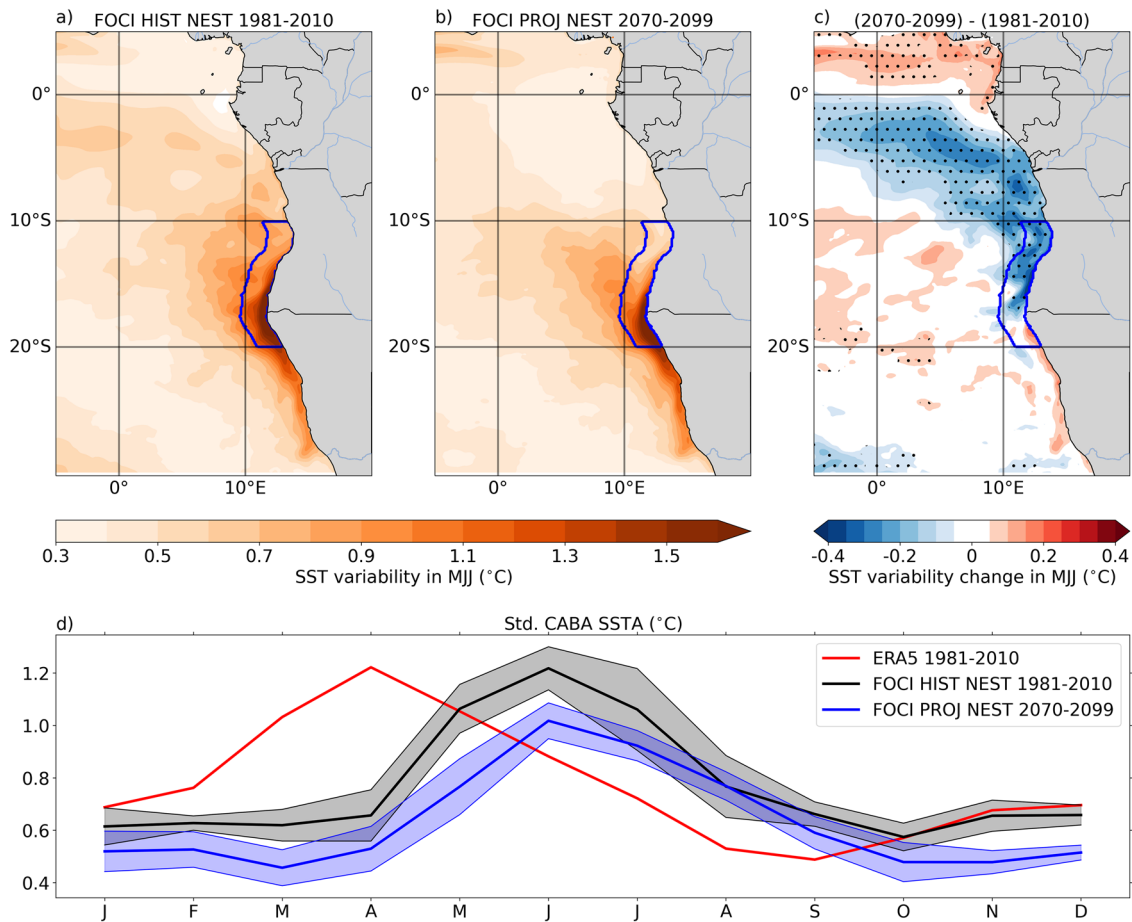 a) FOCI HIST NEST 1981-2010
b) FOCI PROJ NEST 2070-2099
c) (2070-2099) - (1981-2010)
0°
10°S
20°S
0° 10°E
0° 10°E
0° 10°E
0.3 0.5 0.7 0.9 1.1 1.3 1.5
SST variability in MJJ (°C)
-0.4 -0.2 0 0.2 0.4
SST variability change in MJJ (°C)
d) Std. CABA SSTA (°C)
ERA5 1981-2010
FOCI HIST NEST 1981-2010
FOCI PROJ NEST 2070-2099
1.2
1.0
0.8
0.6
0.4
J F M A M J J A S O N D